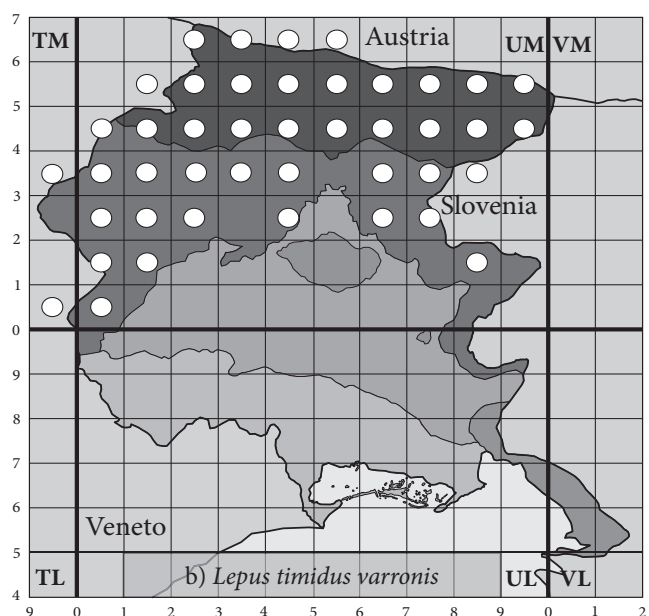 7
TM
Austria
UM
VM
6
5
4
3
Slovenia
2
1
0
9
8
7
6
Veneto
5
TL
b) Lepus timidus varronis
UL
VL
4
9 0 1 2 3 4 5 6 7 8 9 0 1 2